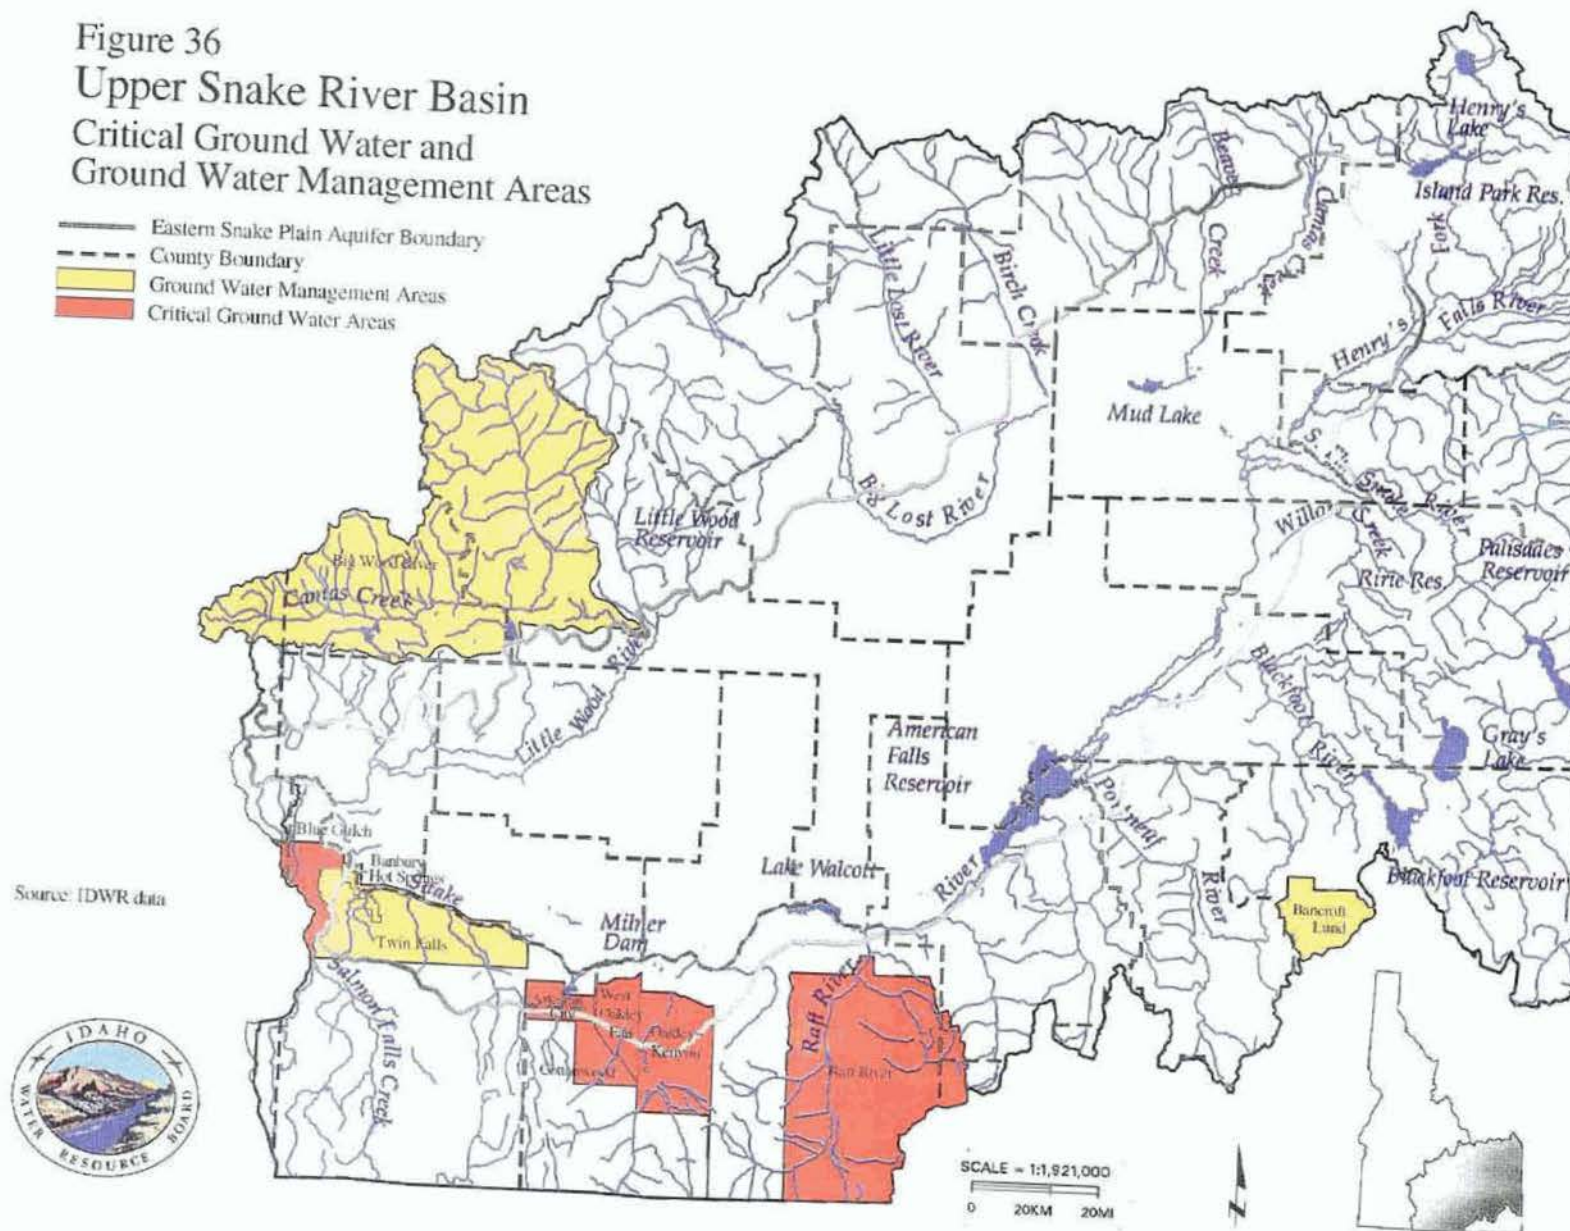 Figure 36
Upper Snake River Basin
Critical Ground Water and
Ground Water Management Areas
Eastern Snake Plain Aquifer Boundary
County Boundary
Ground Water Management Areas
Critical Ground Water Areas
Henry's
Lake
Island Park Res.
Beaver
Creek
Camas Creek
Fork
Falls River
Henry's
Little Lost River
Birch Creek
Mud Lake
Big Lost River
Snake River
Willow
Creek
Palisades
Reservoir
Ririe Res.
Little Wood
Reservoir
Big Wood River
Camas Creek
Little Wood River
Blackfoot River
American
Falls
Reservoir
Gray's
Lake
Portneuf
River
Blue Gulch
Banbury
Hot Springs
Snake
Lake Walcott
River
Blackfoot Reservoir
Source: IDWR data
Milner
Dam
Twin Falls
Bancroft
Lund
Salmon Falls Creek
City
West
Oakley
Fan
Oakley
Kenyon
Cottonwood
Raft River
Raft River
IDAHO
WATER RESOURCE BOARD
SCALE = 1:1,921,000
0 20KM 20MI